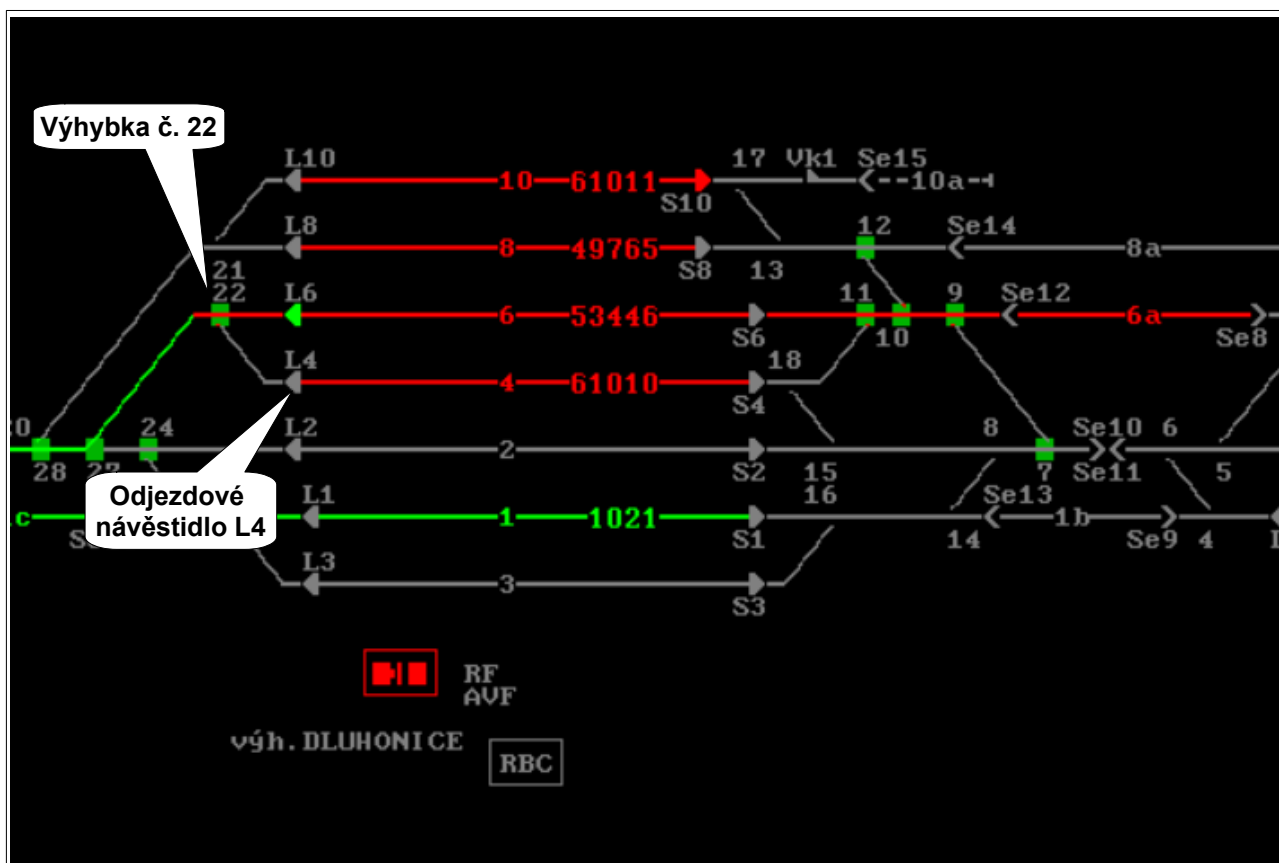 Výhybka č. 22
L10
17 Vk1 Se15
10 61011
10a
S10
L8
12 Se14
8 49765
8a
S8 13
21
22 L6
11 9 Se12
6 53446
6a
S6 10
Se8
L4
18
4 61010
S4
24 L2
8 Se10 6
2
28 27
S2 15
7 Se11 5
Odjezdové
návěstidlo L4
L1
16
Se13
1 1021
1b
S1
14
Se9 4
L3
3
S3
RF
AVF
výh.DLUHONICE
RBC